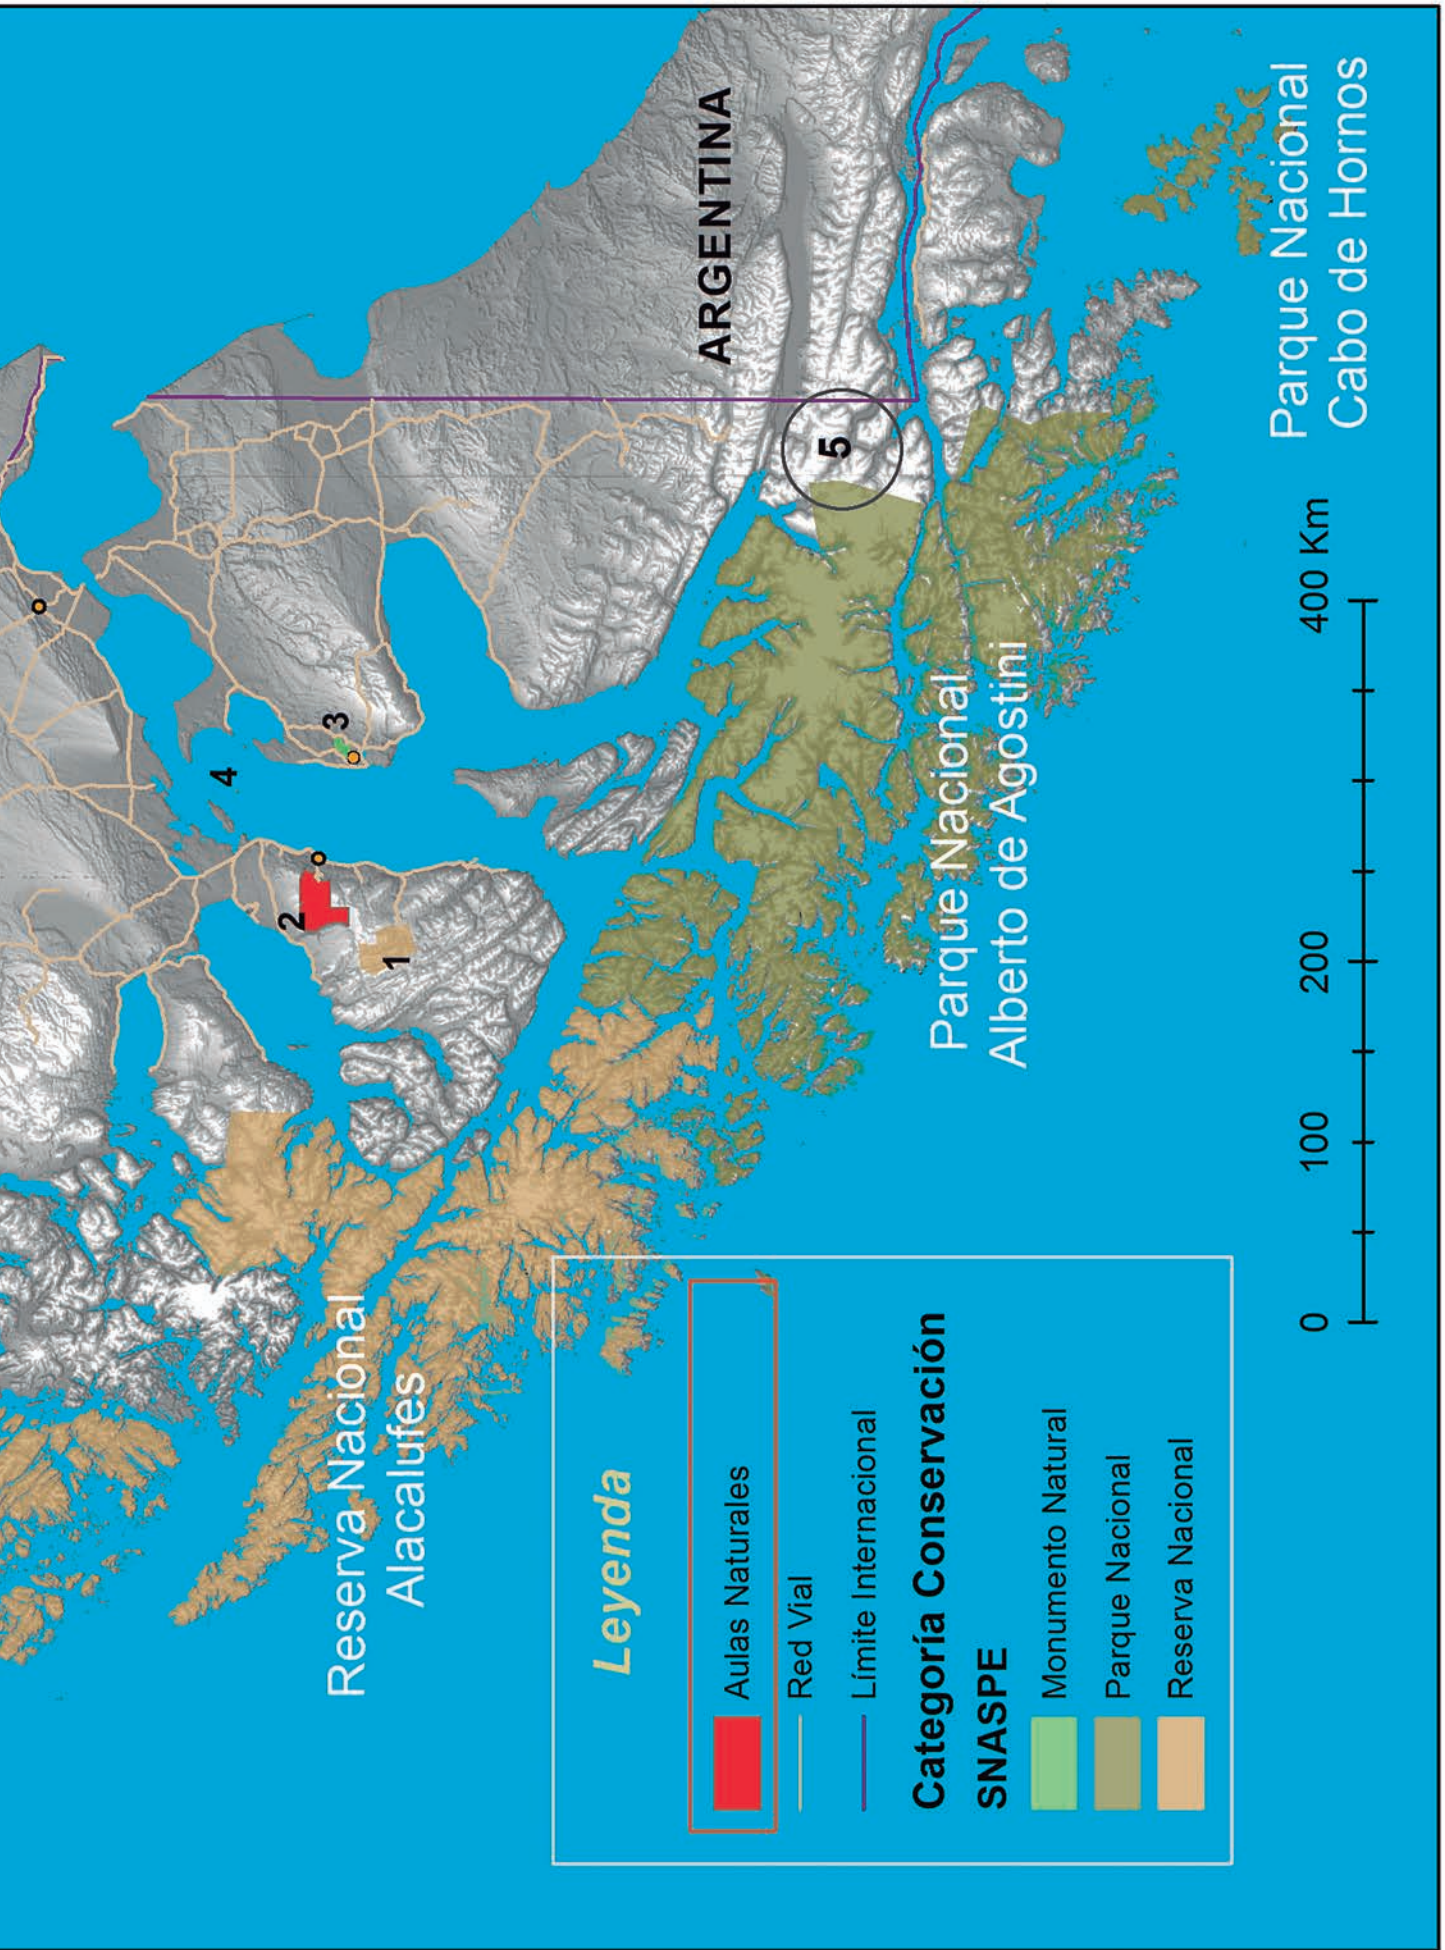 ARGENTINA
3
4
2
1
5
Reserva Nacional
Alacalufes
Parque Nacional
Alberto de Agostini
Parque Nacional
Cabo de Hornos
Leyenda
Aulas Naturales
Red Vial
Límite Internacional
Categoría Conservación
SNASPE
Monumento Natural
Parque Nacional
Reserva Nacional
0 100 200 400 Km